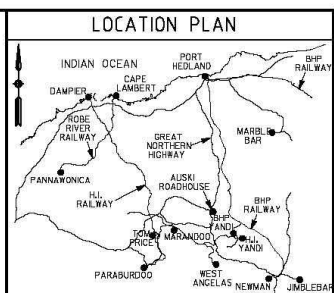 LOCATION PLAN
INDIAN OCEAN
PORT
HEDLAND
BHP
RAILWAY
CAPE
LAMBERT
DAMPIER
ROBE
RIVER
RAILWAY
GREAT
NORTHERN
HIGHWAY
MARBLE
BAR
PANNAWONICA
H.I.
RAILWAY
AUSKI
ROADHOUSE
BHP
RAILWAY
BHP
YANDI
H.I.
YANDI
TOM
PRICE
MARANDOO
PARABURDOO
WEST
ANGELAS
NEWMAN
JIMBLEBAR